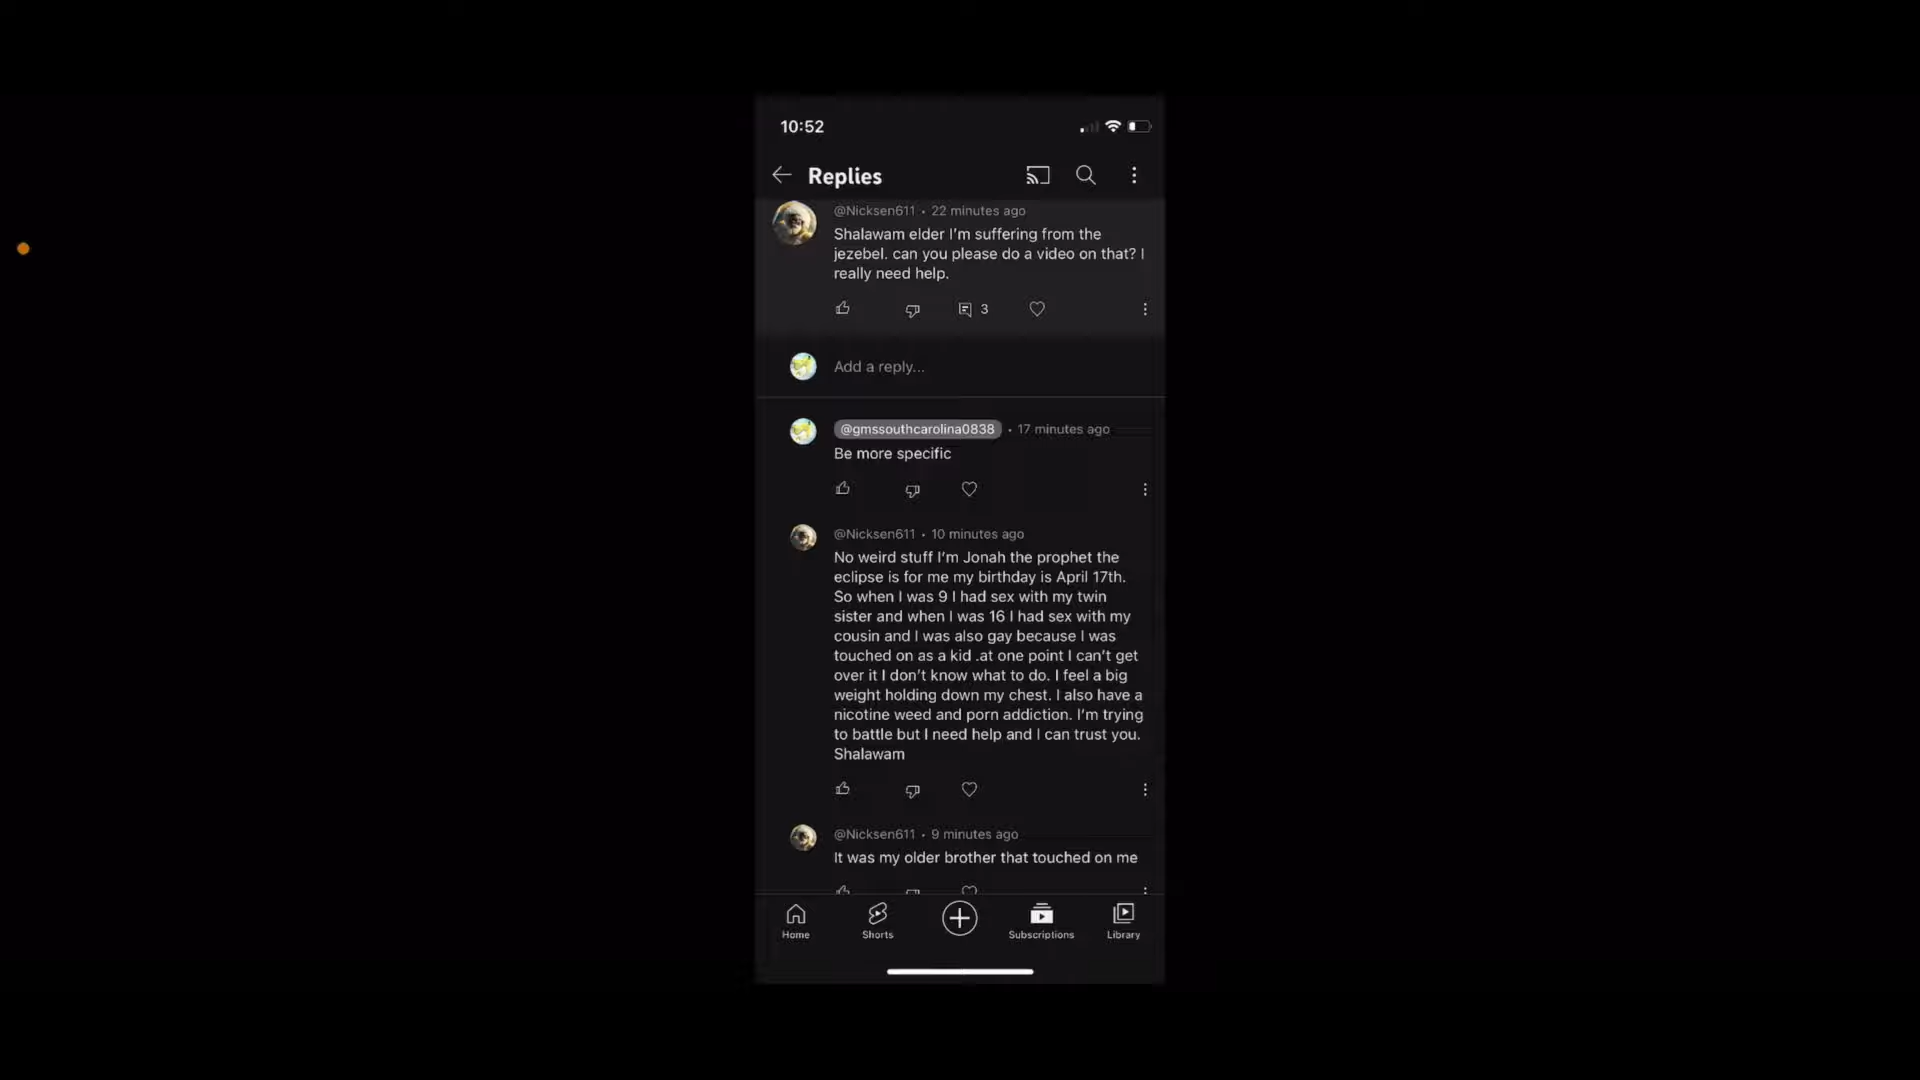 10:52
Replies
@Nicksen611 • 22 minutes ago
Shalawam elder I'm suffering from the
jezebel. can you please do a video on that? I
really need help.
3
Add a reply...
@gmssouthcarolina0838 • 17 minutes ago
Be more specific
@Nicksen611 • 10 minutes ago
No weird stuff I'm Jonah the prophet the
eclipse is for me my birthday is April 17th.
So when I was 9 I had sex with my twin
sister and when I was 16 I had sex with my
cousin and I was also gay because I was
touched on as a kid .at one point I can't get
over it I don't know what to do. I feel a big
weight holding down my chest. I also have a
nicotine weed and porn addiction. I'm trying
to battle but I need help and I can trust you.
Shalawam
@Nicksen611 • 9 minutes ago
It was my older brother that touched on me
Home
Shorts
Subscriptions
Library